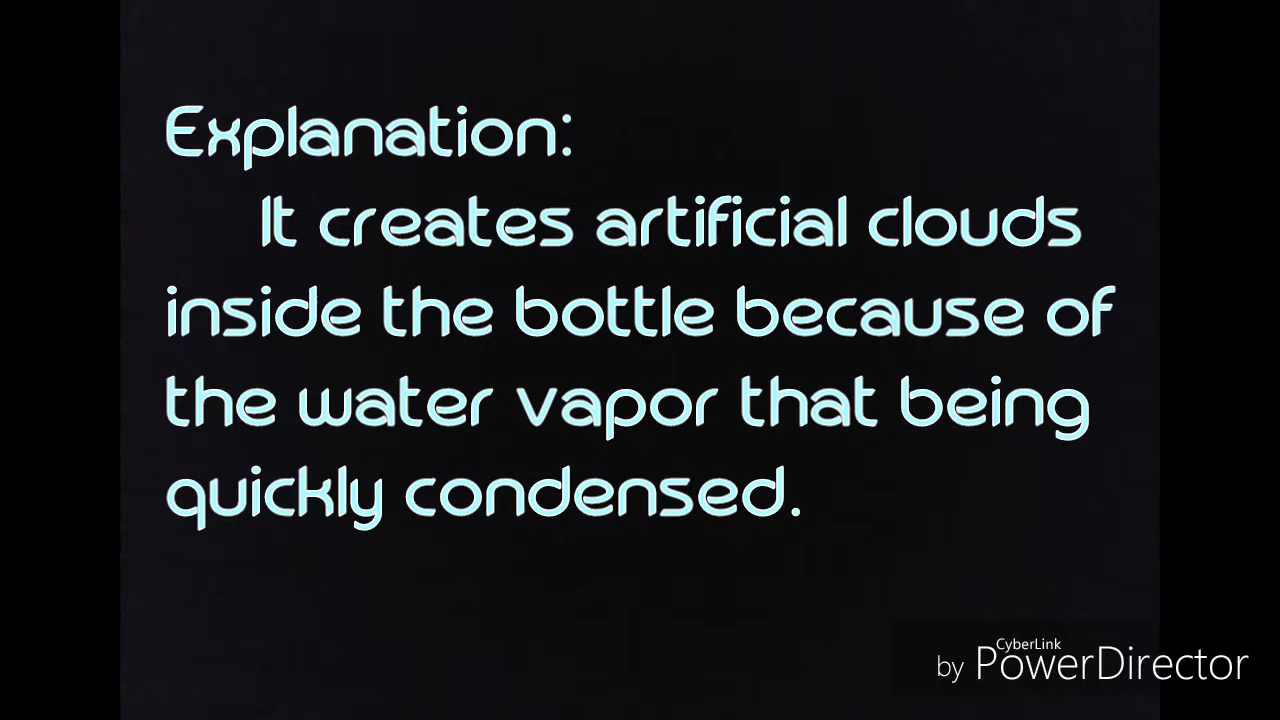 Explanation:
It creates artificial clouds
inside the bottle because of
the water vapor that being
quickly condensed.
CyberLink
by PowerDirector